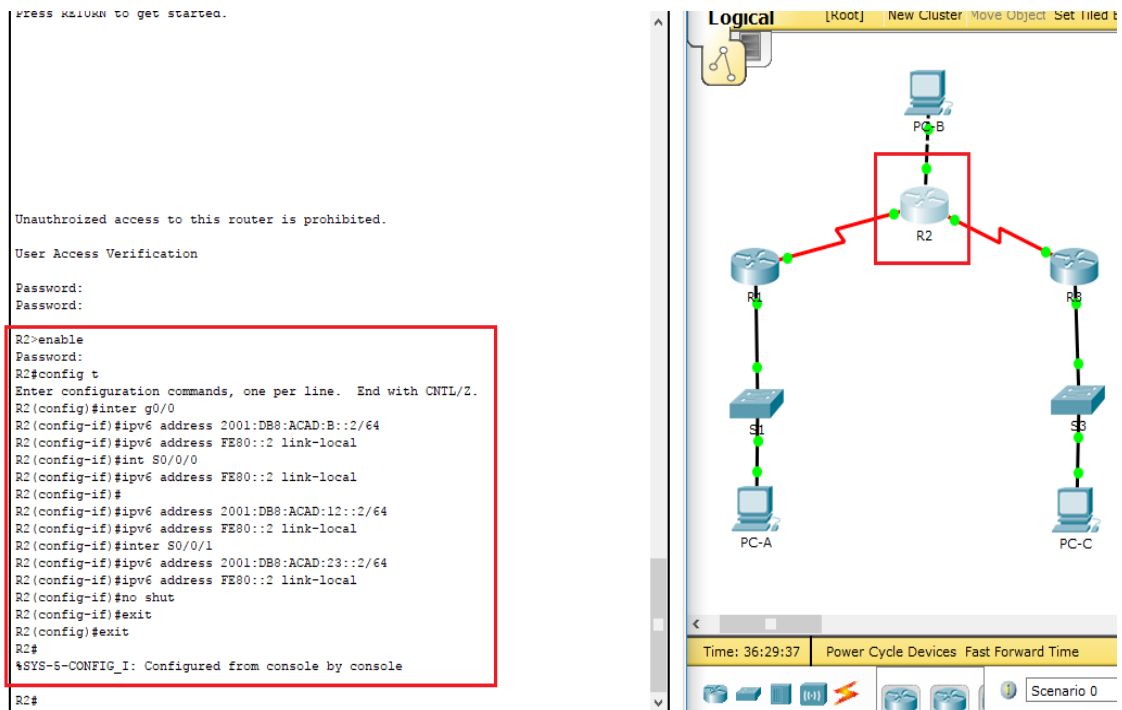 Press RETURN to get started.
Unauthroized access to this router is prohibited.
User Access Verification
Password:
Password:
R2>enable
Password:
R2#config t
Enter configuration commands, one per line.  End with CNTL/Z.
R2(config)#inter g0/0
R2(config-if)#ipv6 address 2001:DB8:ACAD:B::2/64
R2(config-if)#ipv6 address FE80::2 link-local
R2(config-if)#int S0/0/0
R2(config-if)#ipv6 address FE80::2 link-local
R2(config-if)#
R2(config-if)#ipv6 address 2001:DB8:ACAD:12::2/64
R2(config-if)#ipv6 address FE80::2 link-local
R2(config-if)#inter S0/0/1
R2(config-if)#ipv6 address 2001:DB8:ACAD:23::2/64
R2(config-if)#ipv6 address FE80::2 link-local
R2(config-if)#no shut
R2(config-if)#exit
R2(config)#exit
R2#
%SYS-5-CONFIG_I: Configured from console by console
R2#
Logical [Root] New Cluster Move Object Set Tiled
PC-B
R2
R1
R3
S1
S3
PC-A
PC-C
Time: 36:29:37 Power Cycle Devices Fast Forward Time
Scenario 0